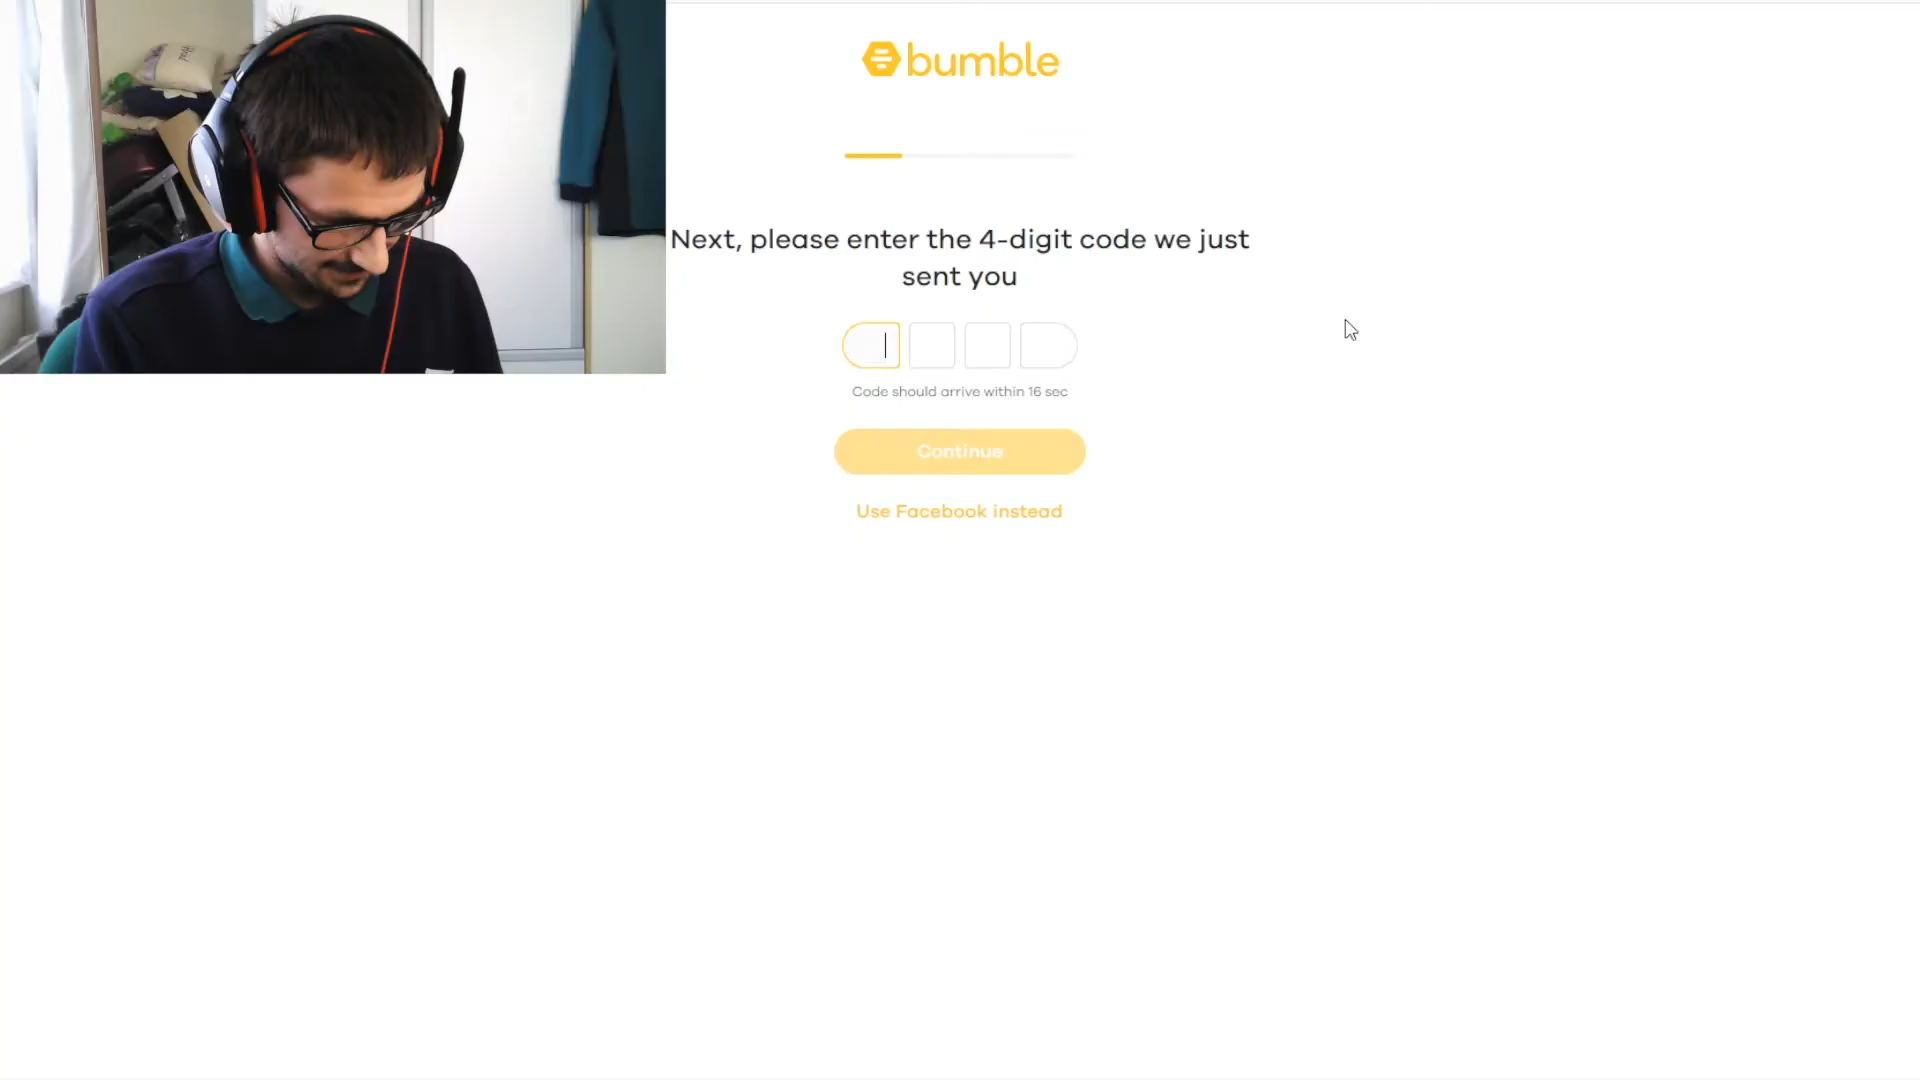 bumble
Next, please enter the 4-digit code we just
sent you
Code should arrive within 16 sec
Continue
Use Facebook instead